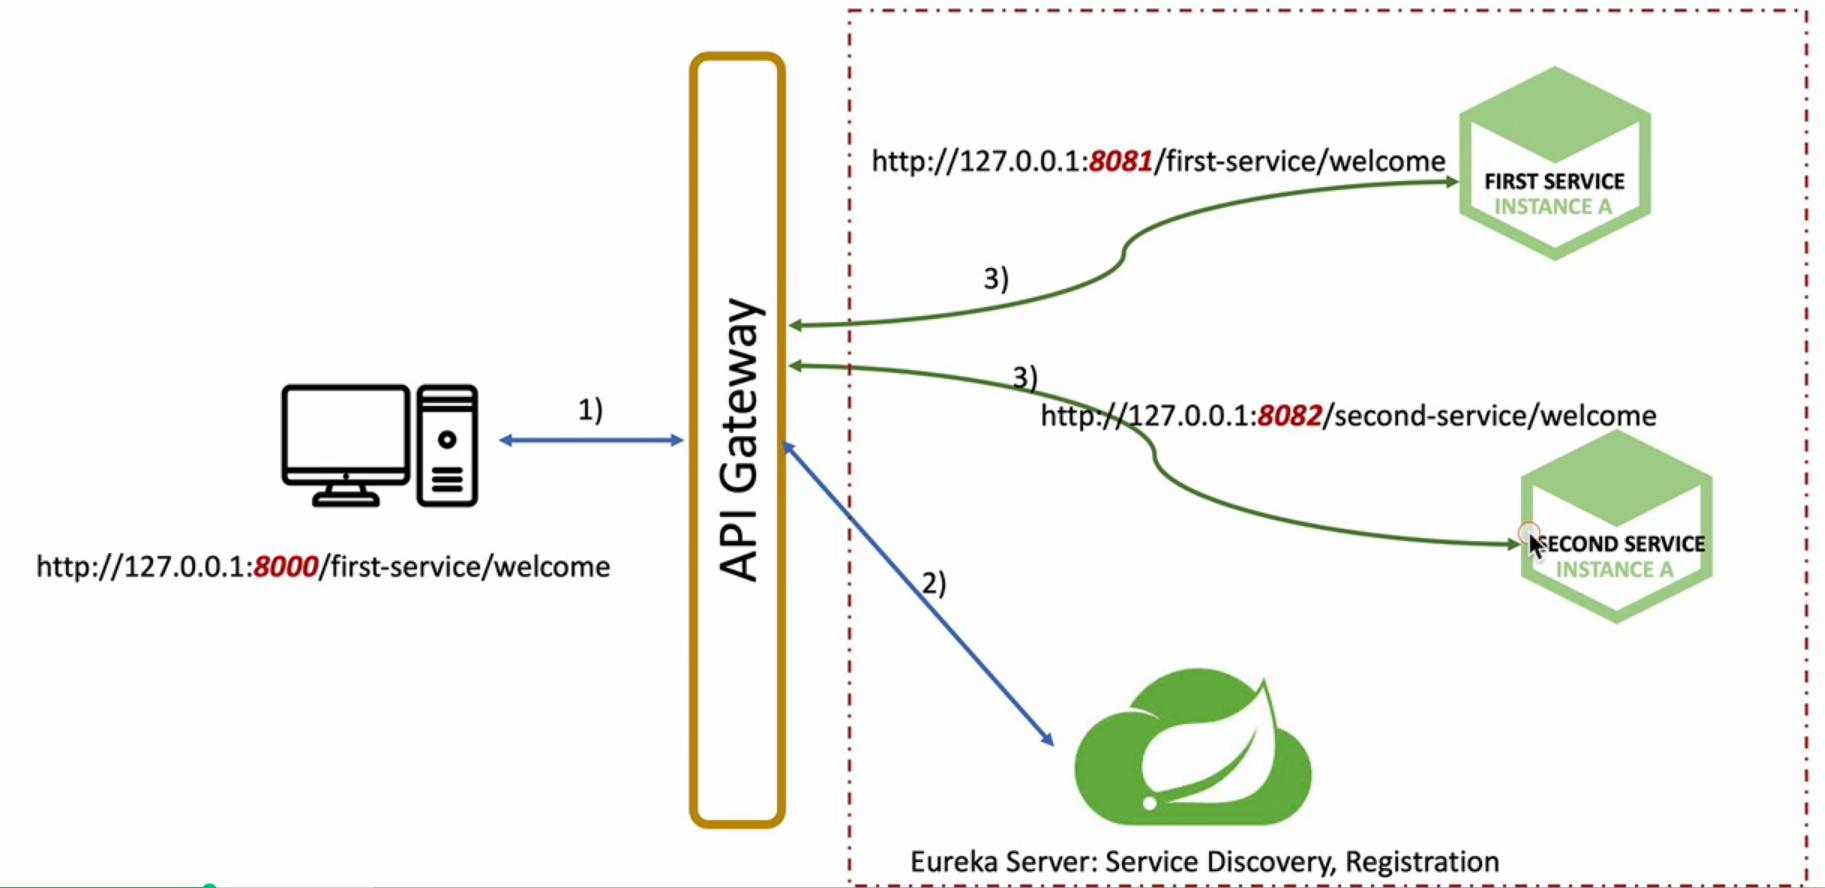 http://127.0.0.1:8081/first-service/welcome
FIRST SERVICE
INSTANCE A
3)
3)
1)
http://127.0.0.1:8082/second-service/welcome
API Gateway
SECOND SERVICE
INSTANCE A
http://127.0.0.1:8000/first-service/welcome
2)
Eureka Server: Service Discovery, Registration